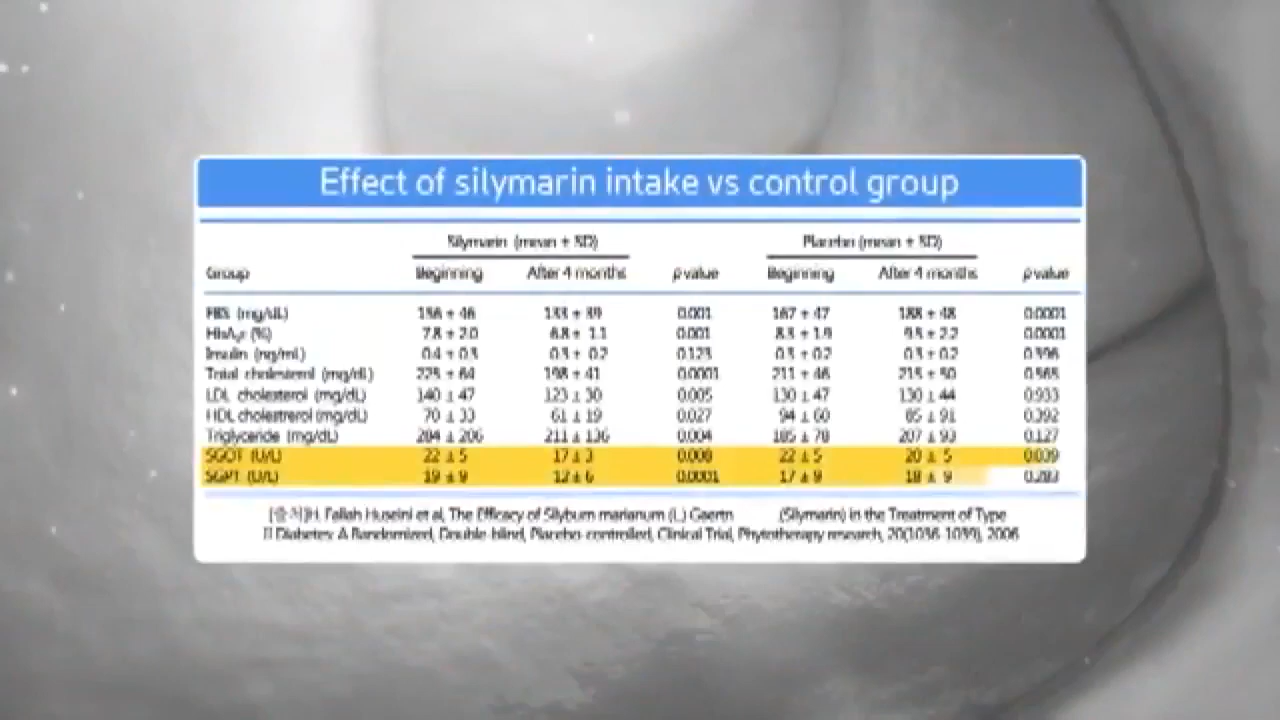 Effect of silymarin intake vs control group
Silymarin (mean ± SD) Placebo (mean ± SD)
Group Beginning After 4 months p value Beginning After 4 months p value
FBS (mg/dL) 156 ± 46 133 ± 39 0.001 167 ± 47 188 ± 48 0.0001
HbA₁c (%) 7.8 ± 2.0 6.8 ± 1.1 0.001 8.3 ± 1.9 9.5 ± 2.2 0.0001
Insulin (ng/mL) 0.4 ± 0.3 0.3 ± 0.2 0.123 0.3 ± 0.2 0.3 ± 0.2
Total cholesterol (mg/dL) 225 ± 64 198 ± 41 0.0001 211 ± 46 215 ± 50 0.565
LDL cholesterol (mg/dL) 140 ± 47 123 ± 30 0.005 130 ± 47 130 ± 44 0.933
HDL cholestrerol (mg/dL) 70 ± 33 61 ± 19 0.027 94 ± 60 85 ± 91 0.392
Triglyceride (mg/dL) 284 ± 206 211 ± 136 0.004 185 ± 70 207 ± 93 0.127
SGOT (U/L) 22 ± 5 17 ± 3 0.008 22 ± 5 20 ± 5 0.039
SGPT (U/L) 19 ± 9 12 ± 6 0.0001 17 ± 9 18 ± 9 0.283
[출처]H. Fallah Huseini et al, The Efficacy of Silybum marianum (L.) Gaertn (Silymarin) in the Treatment of Type
II Diabetes: A Randomized, Double-blind, Placebo-controlled, Clinical Trial, Phytotherapy research, 20(1036-1039), 2006